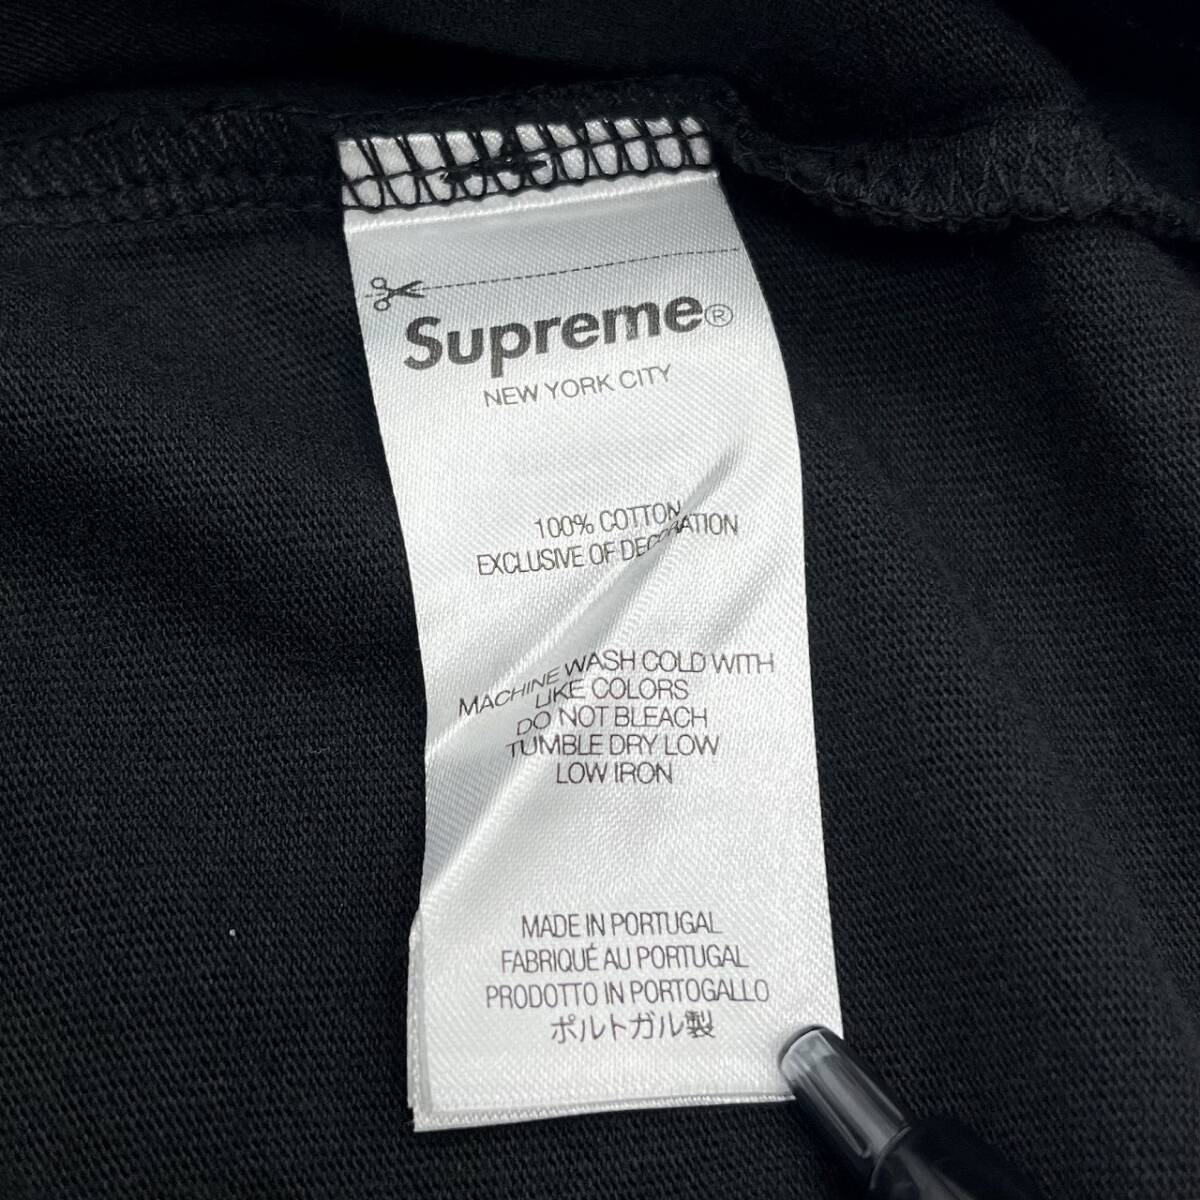 Supreme®
NEW YORK CITY
100% COTTON
EXCLUSIVE OF DECORATION
MACHINE WASH COLD WITH
LIKE COLORS
DO NOT BLEACH
TUMBLE DRY LOW
LOW IRON
MADE IN PORTUGAL
FABRIQUÉ AU PORTUGAL
PRODOTTO IN PORTOGALLO
ポルトガル製